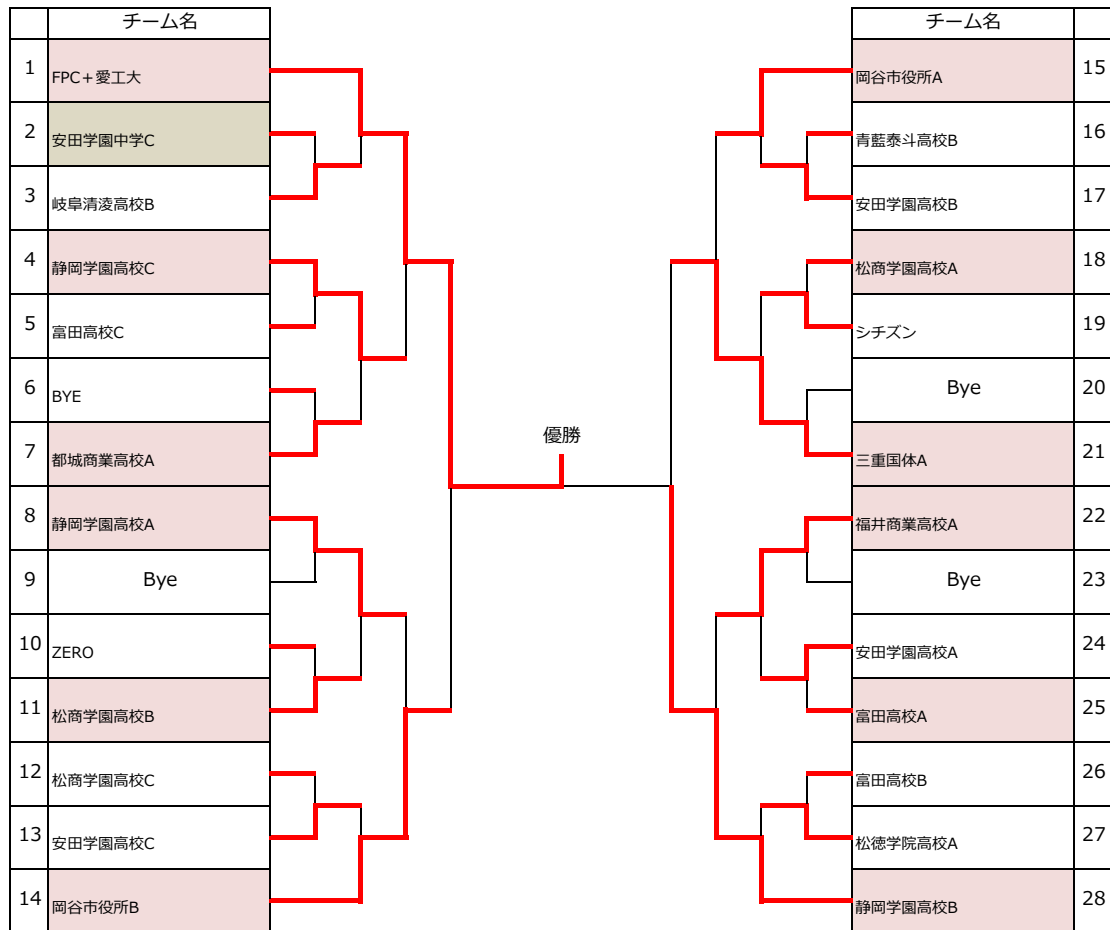 チーム名
1 FPC+愛工大
2 安田学園中学C
3 岐阜清凌高校B
4 静岡学園高校C
5 富田高校C
6 BYE
7 都城商業高校A
8 静岡学園高校A
9 Bye
10 ZERO
11 松商学園高校B
12 松商学園高校C
13 安田学園高校C
14 岡谷市役所B
優勝
チーム名
岡谷市役所A 15
青藍泰斗高校B 16
安田学園高校B 17
松商学園高校A 18
シチズン 19
Bye 20
三重国体A 21
福井商業高校A 22
Bye 23
安田学園高校A 24
富田高校A 25
富田高校B 26
松徳学院高校A 27
静岡学園高校B 28